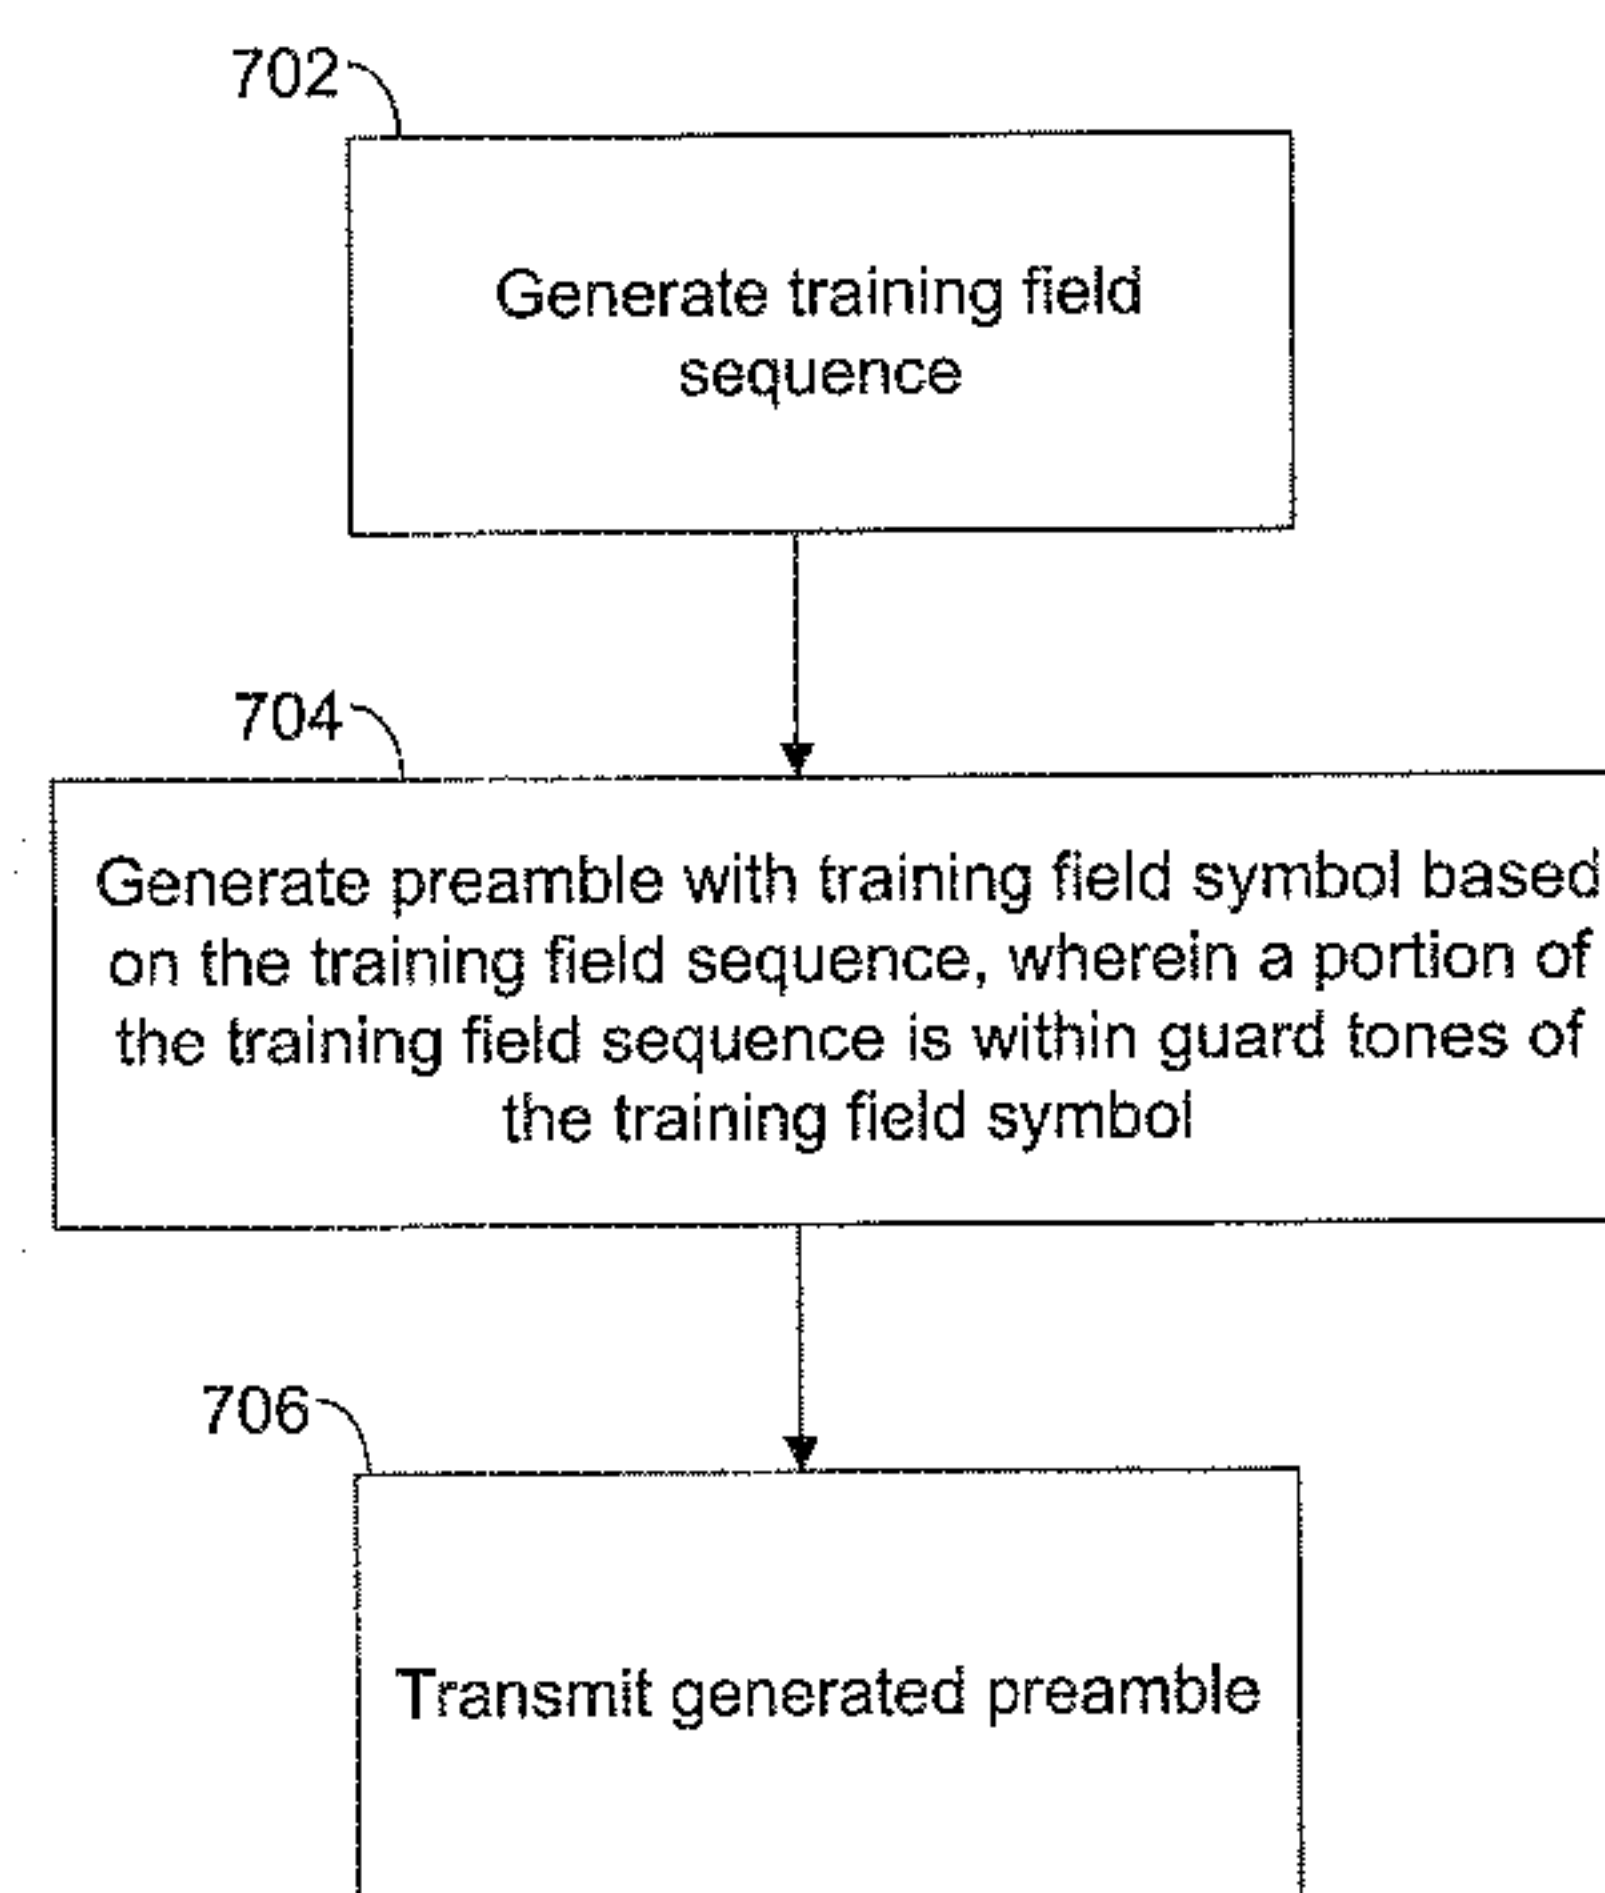 702
Generate training field
sequence
704
Generate preamble with training field symbol based
on the training field sequence, wherein a portion of
the training field sequence is within guard tones of
the training field symbol
706
Transmit generated preamble